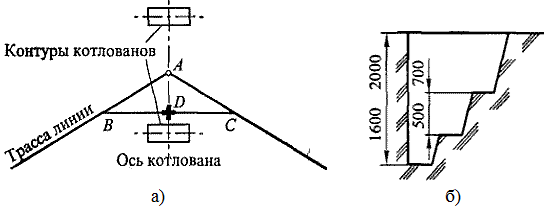 Контуры котлованов
A
D
B
C
Трасса линии
Ось котлована
а)
2000
1600
700
500
б)